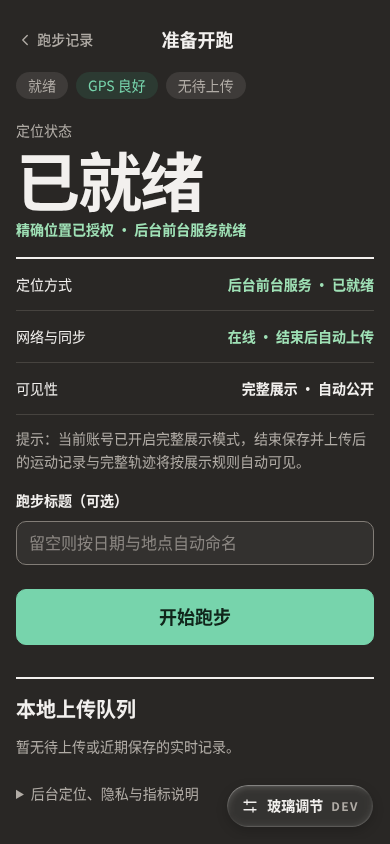 跑步记录
准备开跑
就绪 GPS 良好 无待上传
定位状态
已就绪
精确位置已授权 · 后台前台服务就绪
定位方式 后台前台服务 · 已就绪
网络与同步 在线 · 结束后自动上传
可见性 完整展示 · 自动公开
提示：当前账号已开启完整展示模式，结束保存并上传后
的运动记录与完整轨迹将按展示规则自动可见。
跑步标题（可选）
留空则按日期与地点自动命名
开始跑步
本地上传队列
暂无待上传或近期保存的实时记录。
后台定位、隐私与指标说明
玻璃调节 DEV